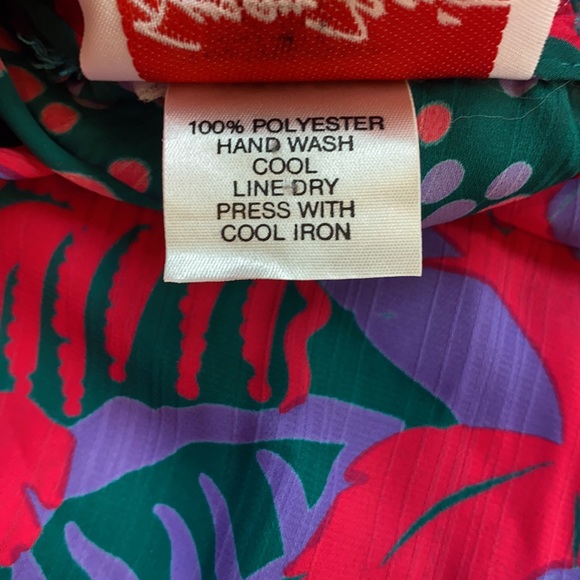 100% POLYESTER
HAND WASH
COOL
LINE DRY
PRESS WITH
COOL IRON